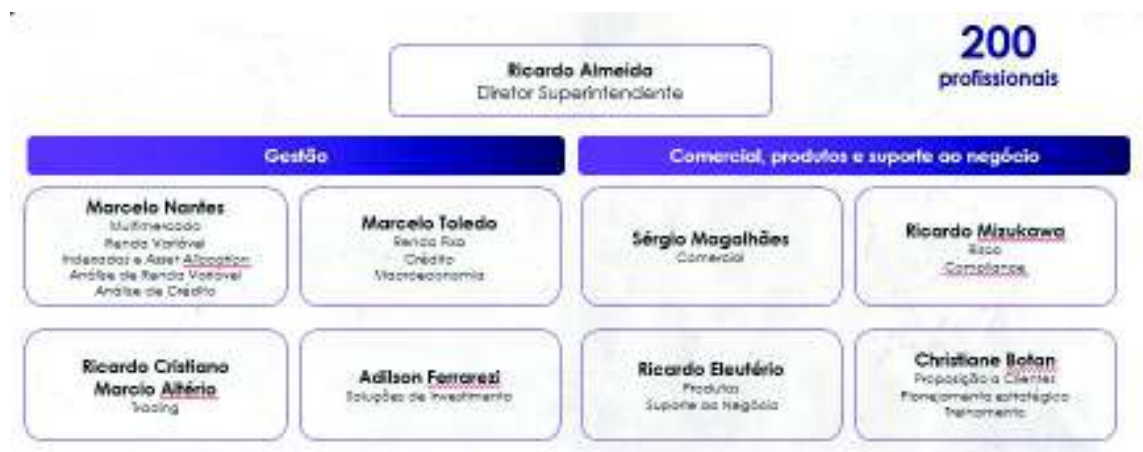 200
profissionais
Ricardo Almeida
Diretor Superintendente
Gestão
Comercial, produtos e suporte ao negócio
Marcelo Nantes
Multimercado
Renda Variável
Indexados e Asset Allocation
Análise de Renda Variável
Análise de Crédito
Marcelo Toledo
Renda Fixa
Crédito
Macroeconomia
Sérgio Magalhães
Comercial
Ricardo Mizukawa
Risco
Compliance
Ricardo Cristiano
Marcio Altério
Trading
Adilson Ferrarezi
Soluções de Investimento
Ricardo Eleutério
Produtos
Suporte ao Negócio
Christiane Botan
Proposição a Clientes
Planejamento estratégico
Treinamento